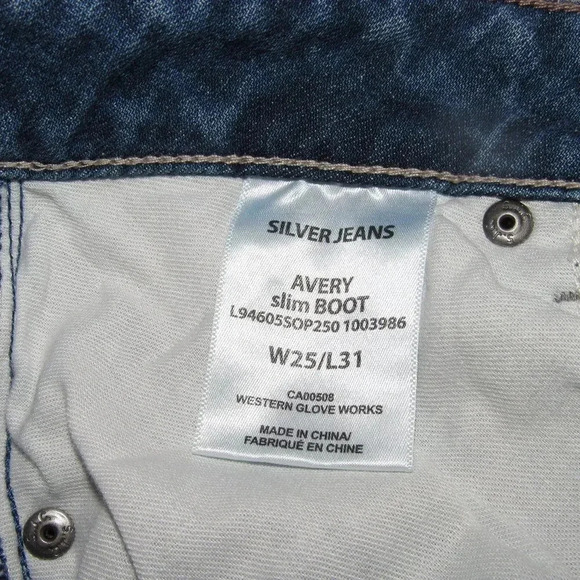 SILVER JEANS
AVERY
slim BOOT
L94605SOP250 1003986
W25/L31
CA00508
WESTERN GLOVE WORKS
MADE IN CHINA/
FABRIQUÉ EN CHINE